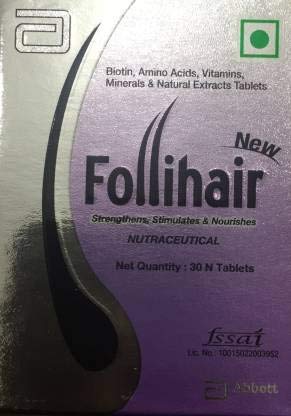 Biotin, Amino Acids, Vitamins,
Minerals & Natural Extracts Tablets
New
Follihair
Strengthens, Stimulates & Nourishes
NUTRACEUTICAL
Net Quantity : 30 N Tablets
fssai
Lic. No.: 10015022003952
Abbott